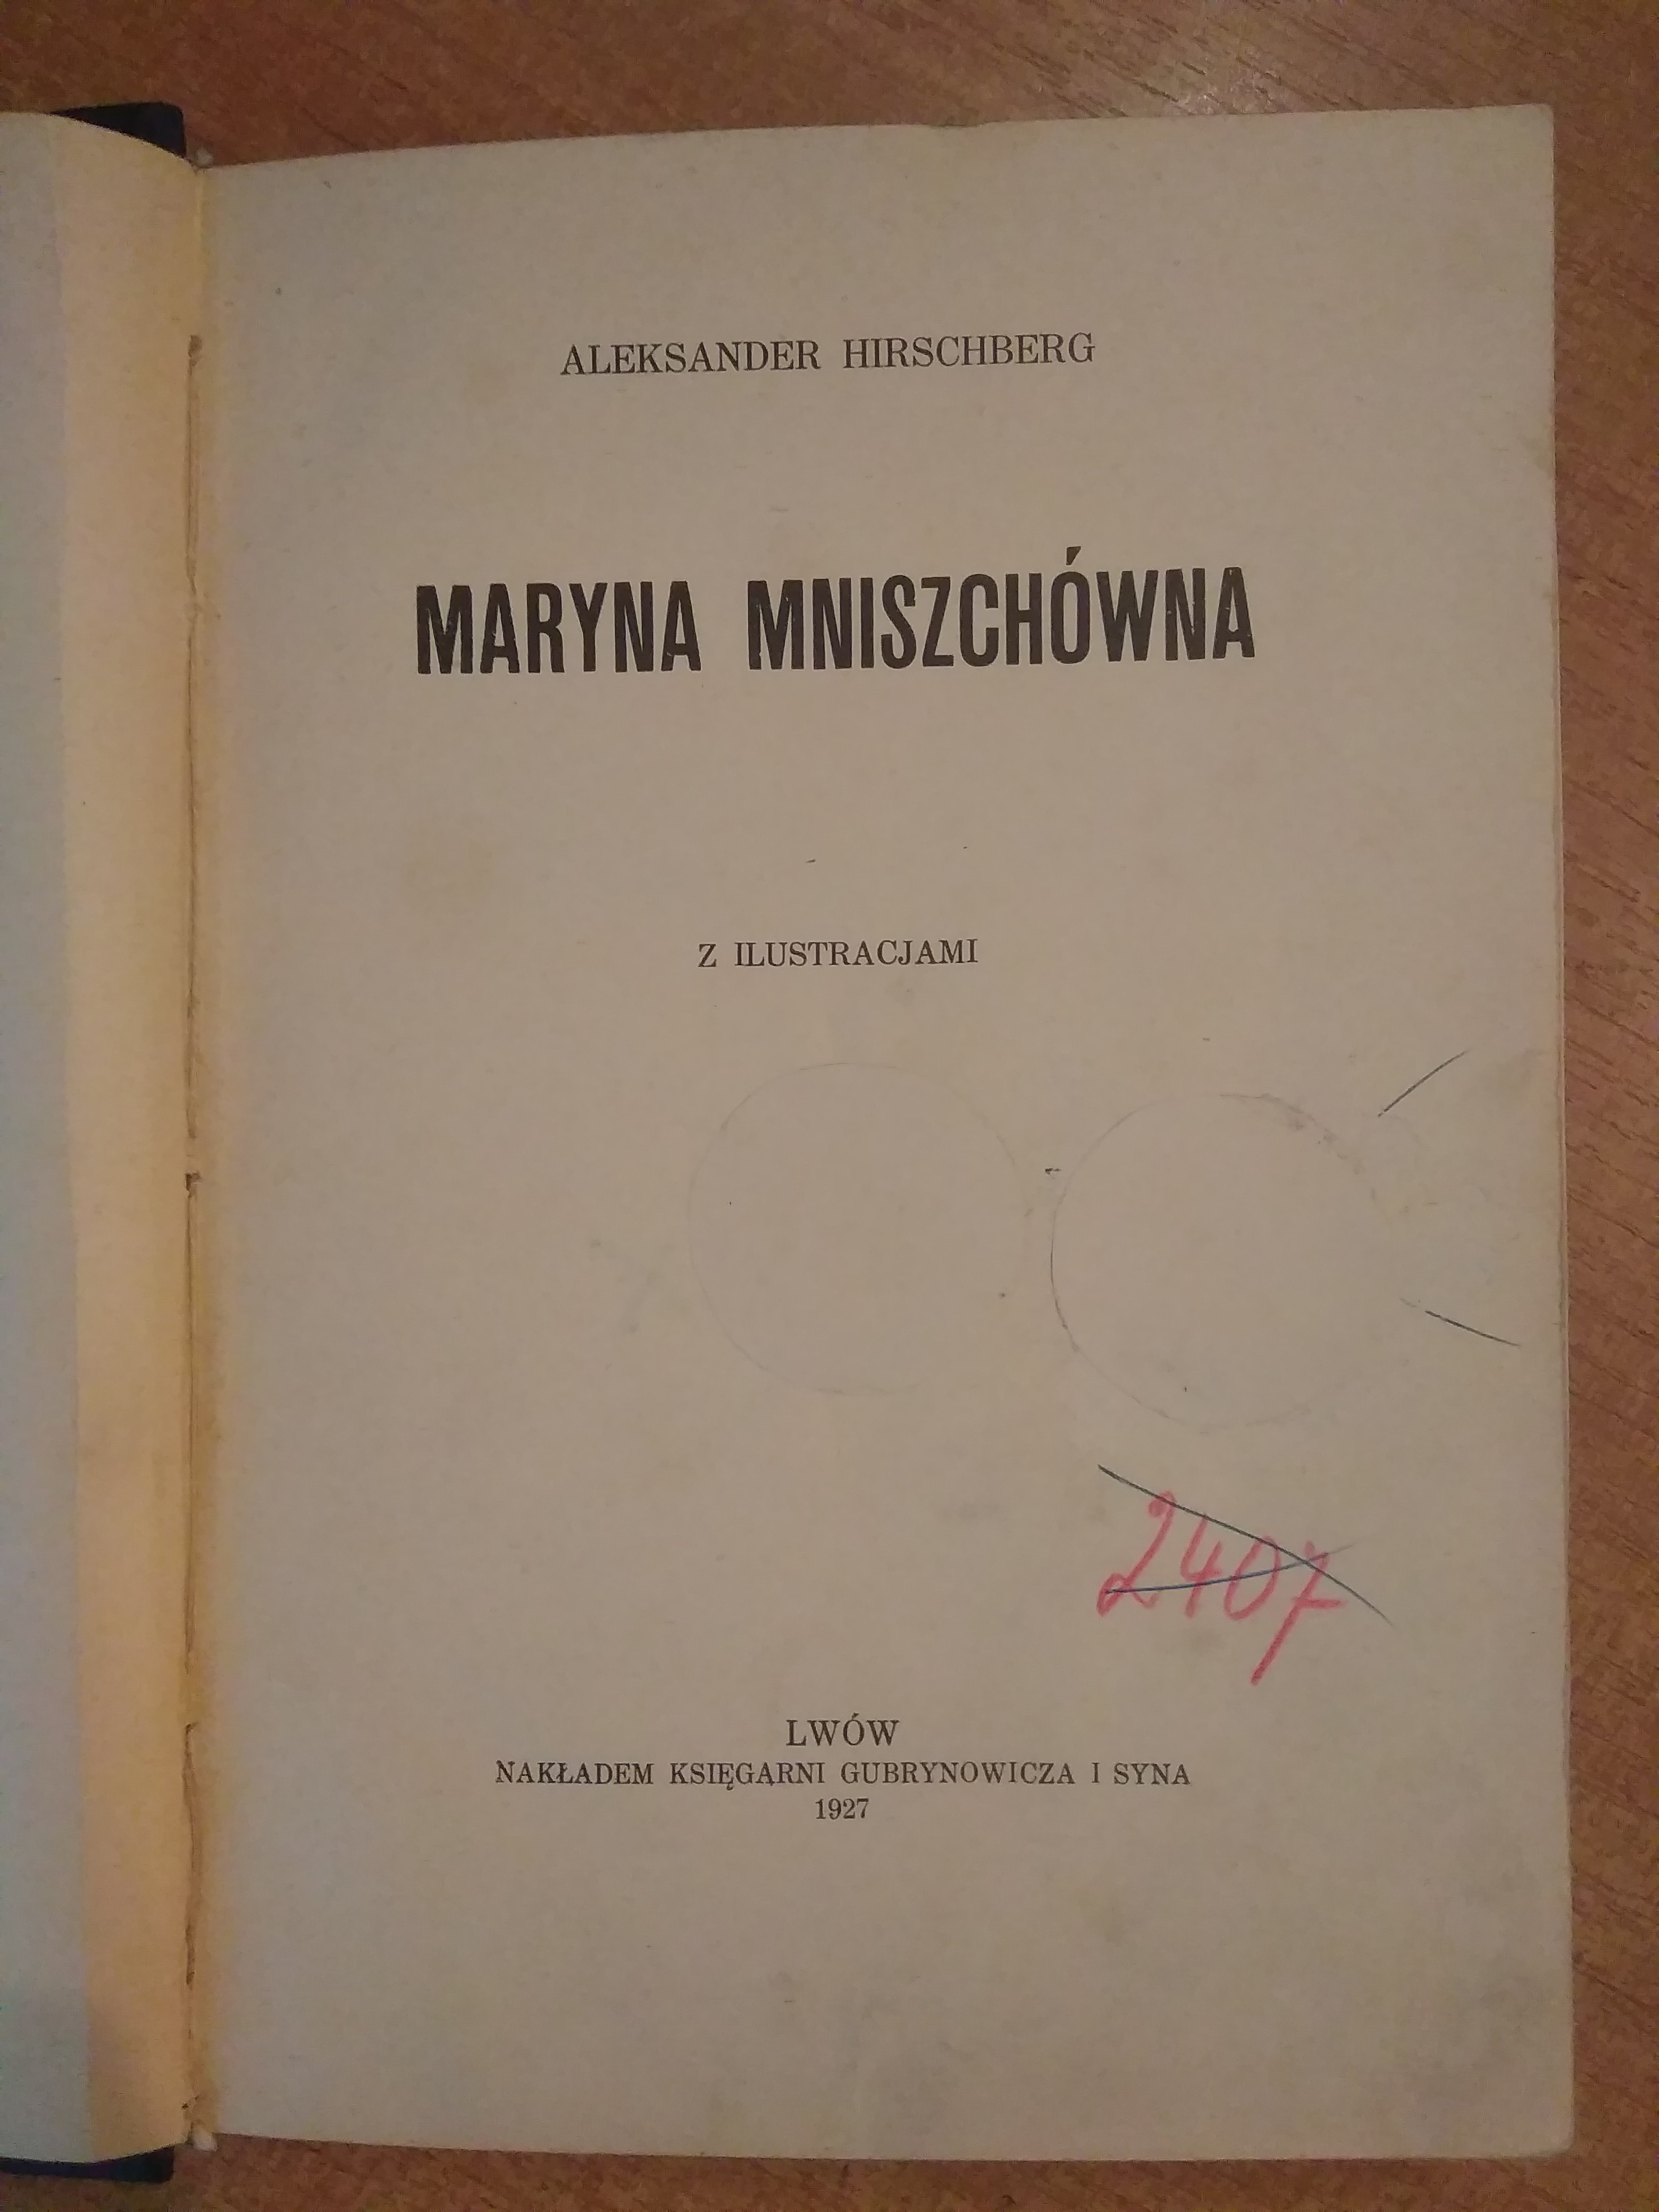 ALEKSANDER HIRSCHBERG
MARYNA MNISZCHÓWNA
Z ILUSTRACJAMI
2407
LWÓW
NAKŁADEM KSIĘGARNI GUBRYNOWICZA I SYNA
1927